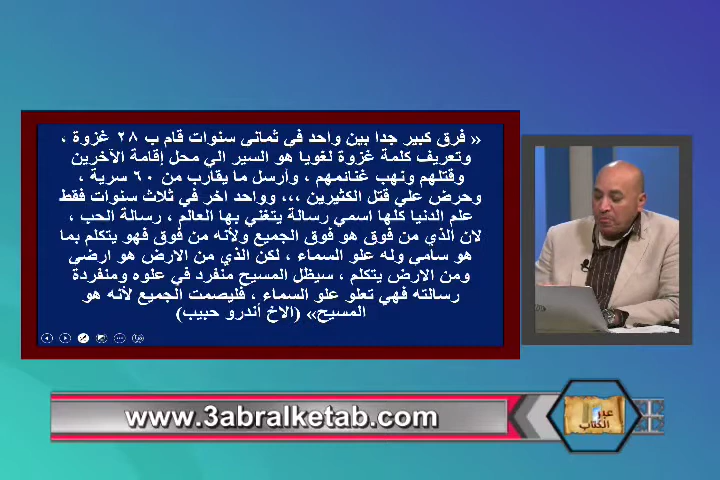 « فرق كبير جدا بين واحد في ثماني سنوات قام ب ٢٨ غزوة ،
وتعريف كلمة غزوة لغويا هو السير الي محل إقامة الآخرين
وقتلهم ونهب غنائمهم ، وأرسل ما يقارب من ٦٠ سرية ،
وحرض علي قتل الكثيرين ،،، وواحد اخر في ثلاث سنوات فقط
علم الدنيا كلها اسمي رسالة يتغني بها العالم ، رسالة الحب ،
لان ألذي من فوق هو فوق الجميع ولأنه من فوق فهو يتكلم بما
هو سامي وله علو السماء ، لكن الذي من الارض هو ارضي
ومن الارض يتكلم ، سيظل المسيح منفرد في علوه ومنفردة
رسالته فهي تعلو علو السماء ، فليصمت الجميع لأنه هو
المسيح» (الاخ أندرو حبيب)
www.3abralketab.com
عبر
الكتاب